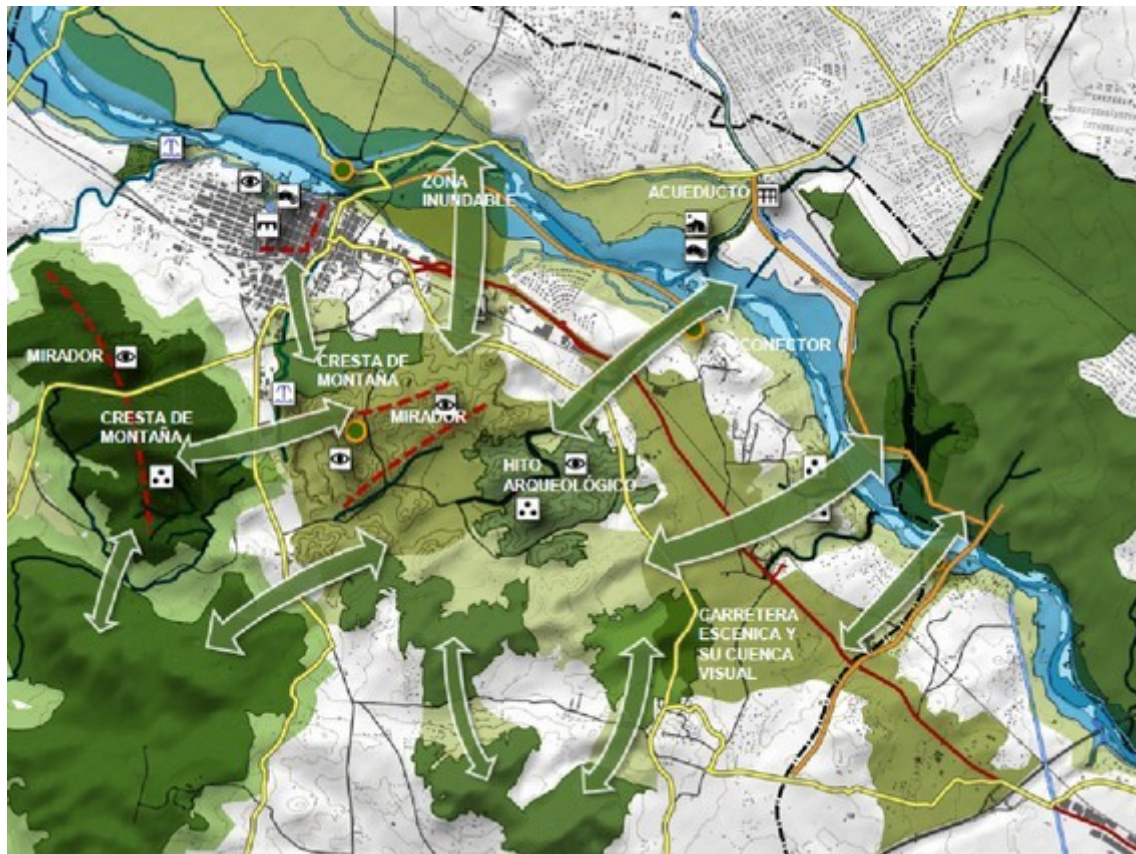 ZONA
INUNDABLE
ACUEDUCTO
MIRADOR
CRESTA DE
MONTAÑA
CONECTOR
CRESTA DE
MONTAÑA
MIRADOR
HITO
ARQUEOLÓGICO
CARRETERA
ESCENICA Y
SU CUENCA
VISUAL